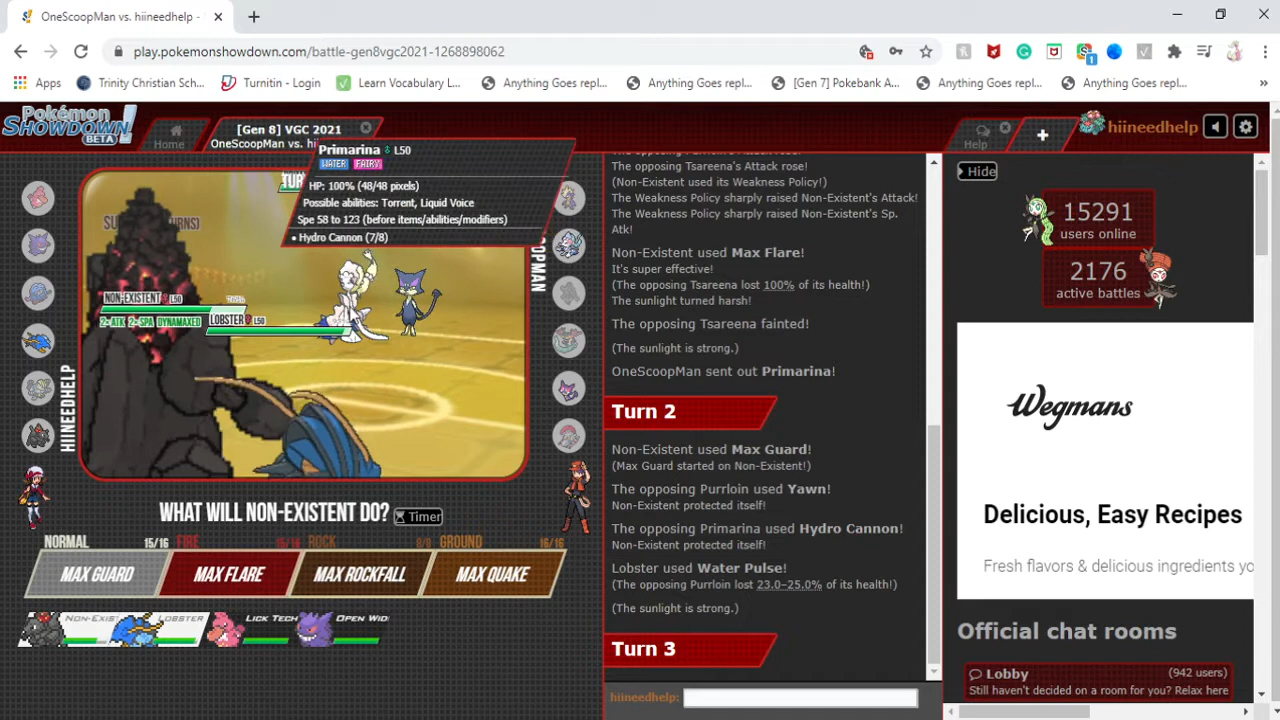 OneScoopMan vs. hiineedhelp -
play.pokemonshowdown.com/battle-gen8vgc2021-1268898062
Apps
Trinity Christian Sch...
Turnitin - Login
Learn Vocabulary L...
Anything Goes repl...
Anything Goes repl...
[Gen 7] Pokebank A...
Anything Goes repl...
Anything Goes repl...
Pokémon
SHOWDOWN!
BETA
Home
[Gen 8] VGC 2021
OneScoopMan vs. hii
Help
hiineedhelp
Primarina L50
WATER FAIRY
HP: 100% (48/48 pixels)
Possible abilities: Torrent, Liquid Voice
Spe 58 to 123 (before items/abilities/modifiers)
• Hydro Cannon (7/8)
NON-EXISTENT L50
2× ATK 2× SPA DYNAMAXED
LOBSTER L50
HIINEEDHELP
WHAT WILL NON-EXISTENT DO?
Timer
NORMAL 15/16
MAX GUARD
FIRE 15/16
MAX FLARE
ROCK 8/8
MAX ROCKFALL
GROUND 16/16
MAX QUAKE
NON-EXIS
LOBSTER
LICK TECH
OPEN WID
The opposing Tsareena's Attack rose!
(Non-Existent used its Weakness Policy!)
The Weakness Policy sharply raised Non-Existent's Attack!
The Weakness Policy sharply raised Non-Existent's Sp.
Atk!
Non-Existent used Max Flare!
It's super effective!
(The opposing Tsareena lost 100% of its health!)
The sunlight turned harsh!
The opposing Tsareena fainted!
(The sunlight is strong.)
OneScoopMan sent out Primarina!
Turn 2
Non-Existent used Max Guard!
(Max Guard started on Non-Existent!)
The opposing Purrloin used Yawn!
Non-Existent protected itself!
The opposing Primarina used Hydro Cannon!
Non-Existent protected itself!
Lobster used Water Pulse!
(The opposing Purrloin lost 23.0–25.0% of its health!)
(The sunlight is strong.)
Turn 3
hiineedhelp:
Hide
15291
users online
2176
active battles
Wegmans
Delicious, Easy Recipes
Fresh flavors & delicious ingredients yo
Official chat rooms
Lobby
(942 users)
Still haven't decided on a room for you? Relax here